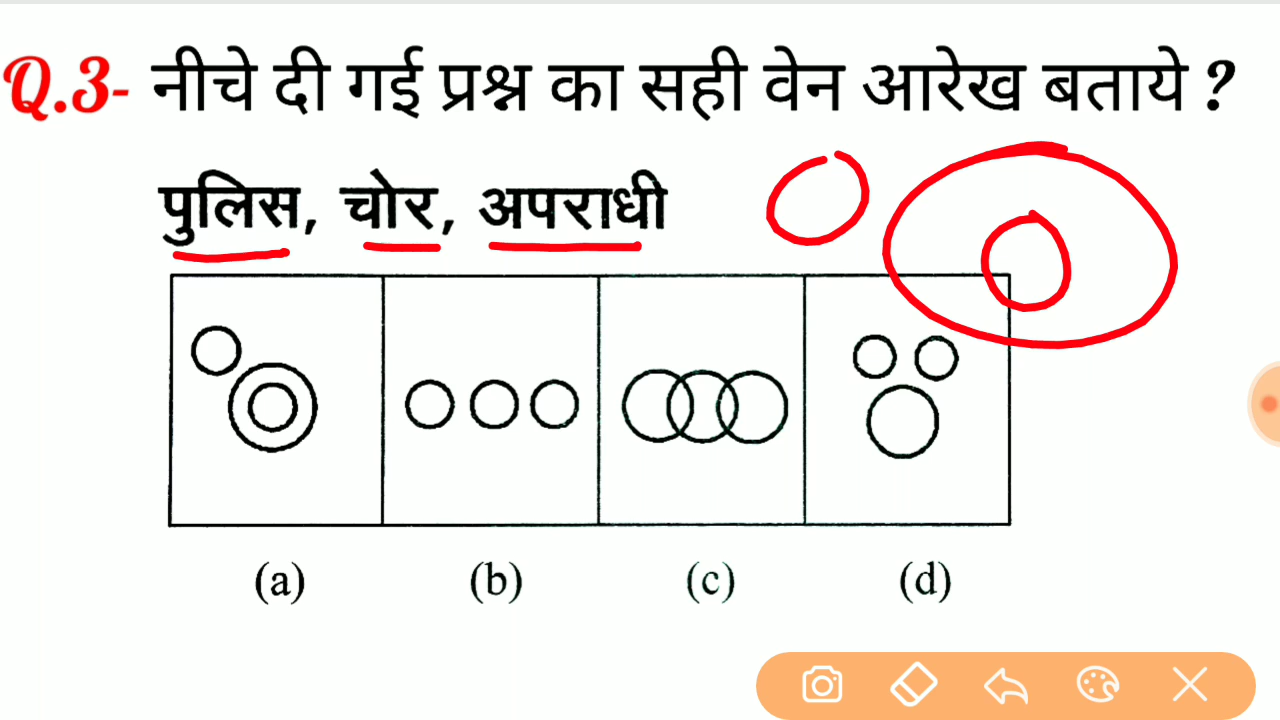 Q.3- नीचे दी गई प्रश्न का सही वेन आरेख बताये ?
पुलिस, चोर, अपराधी
(a) (b) (c) (d)